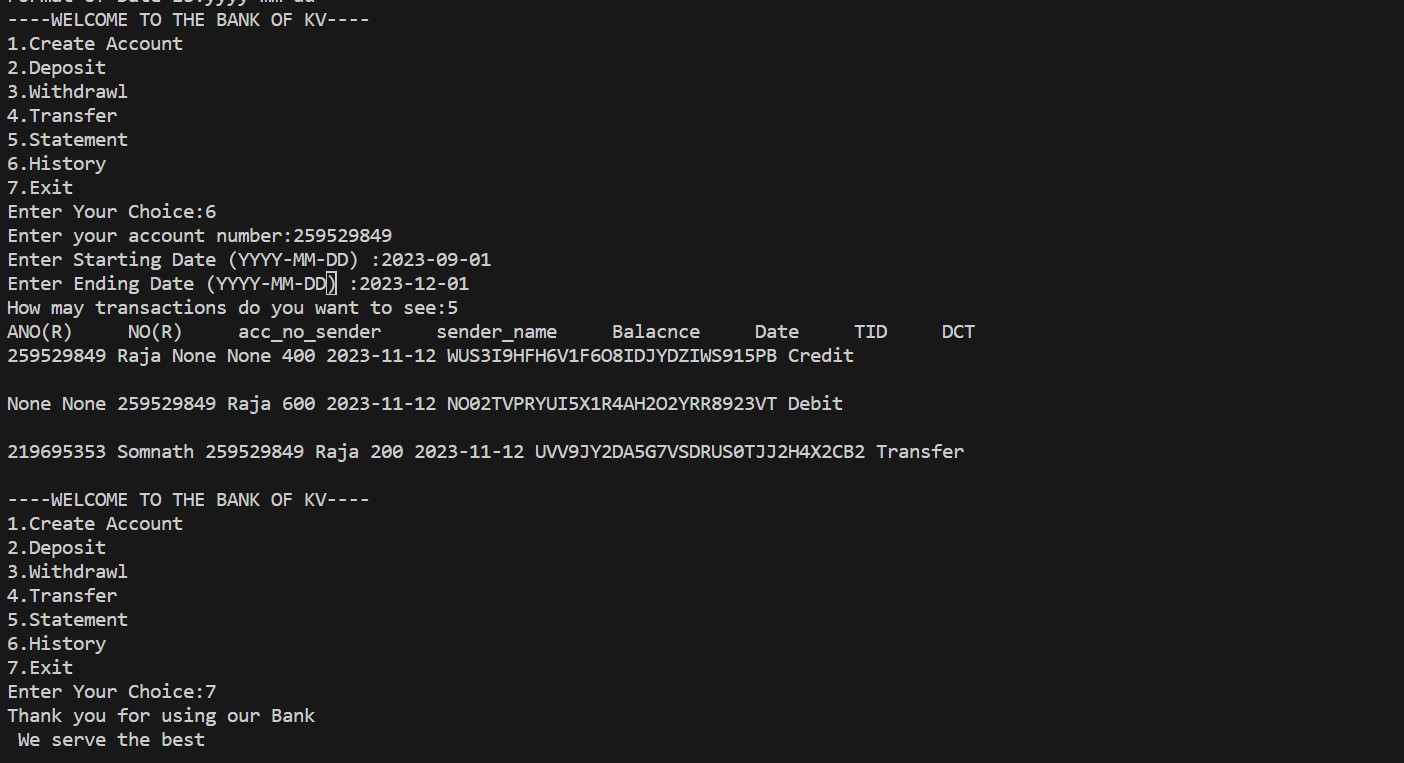 ----WELCOME TO THE BANK OF KV----
1.Create Account
2.Deposit
3.Withdrawl
4.Transfer
5.Statement
6.History
7.Exit
Enter Your Choice:6
Enter your account number:259529849
Enter Starting Date (YYYY-MM-DD) :2023-09-01
Enter Ending Date (YYYY-MM-DD) :2023-12-01
How may transactions do you want to see:5
ANO(R)     NO(R)     acc_no_sender     sender_name     Balacnce     Date     TID     DCT
259529849 Raja None None 400 2023-11-12 WUS3I9HFH6V1F6O8IDJYDZIWS915PB Credit
None None 259529849 Raja 600 2023-11-12 NO02TVPRYUI5X1R4AH2O2YRR8923VT Debit
219695353 Somnath 259529849 Raja 200 2023-11-12 UVV9JY2DA5G7VSDRUS0TJJ2H4X2CB2 Transfer
----WELCOME TO THE BANK OF KV----
1.Create Account
2.Deposit
3.Withdrawl
4.Transfer
5.Statement
6.History
7.Exit
Enter Your Choice:7
Thank you for using our Bank
 We serve the best